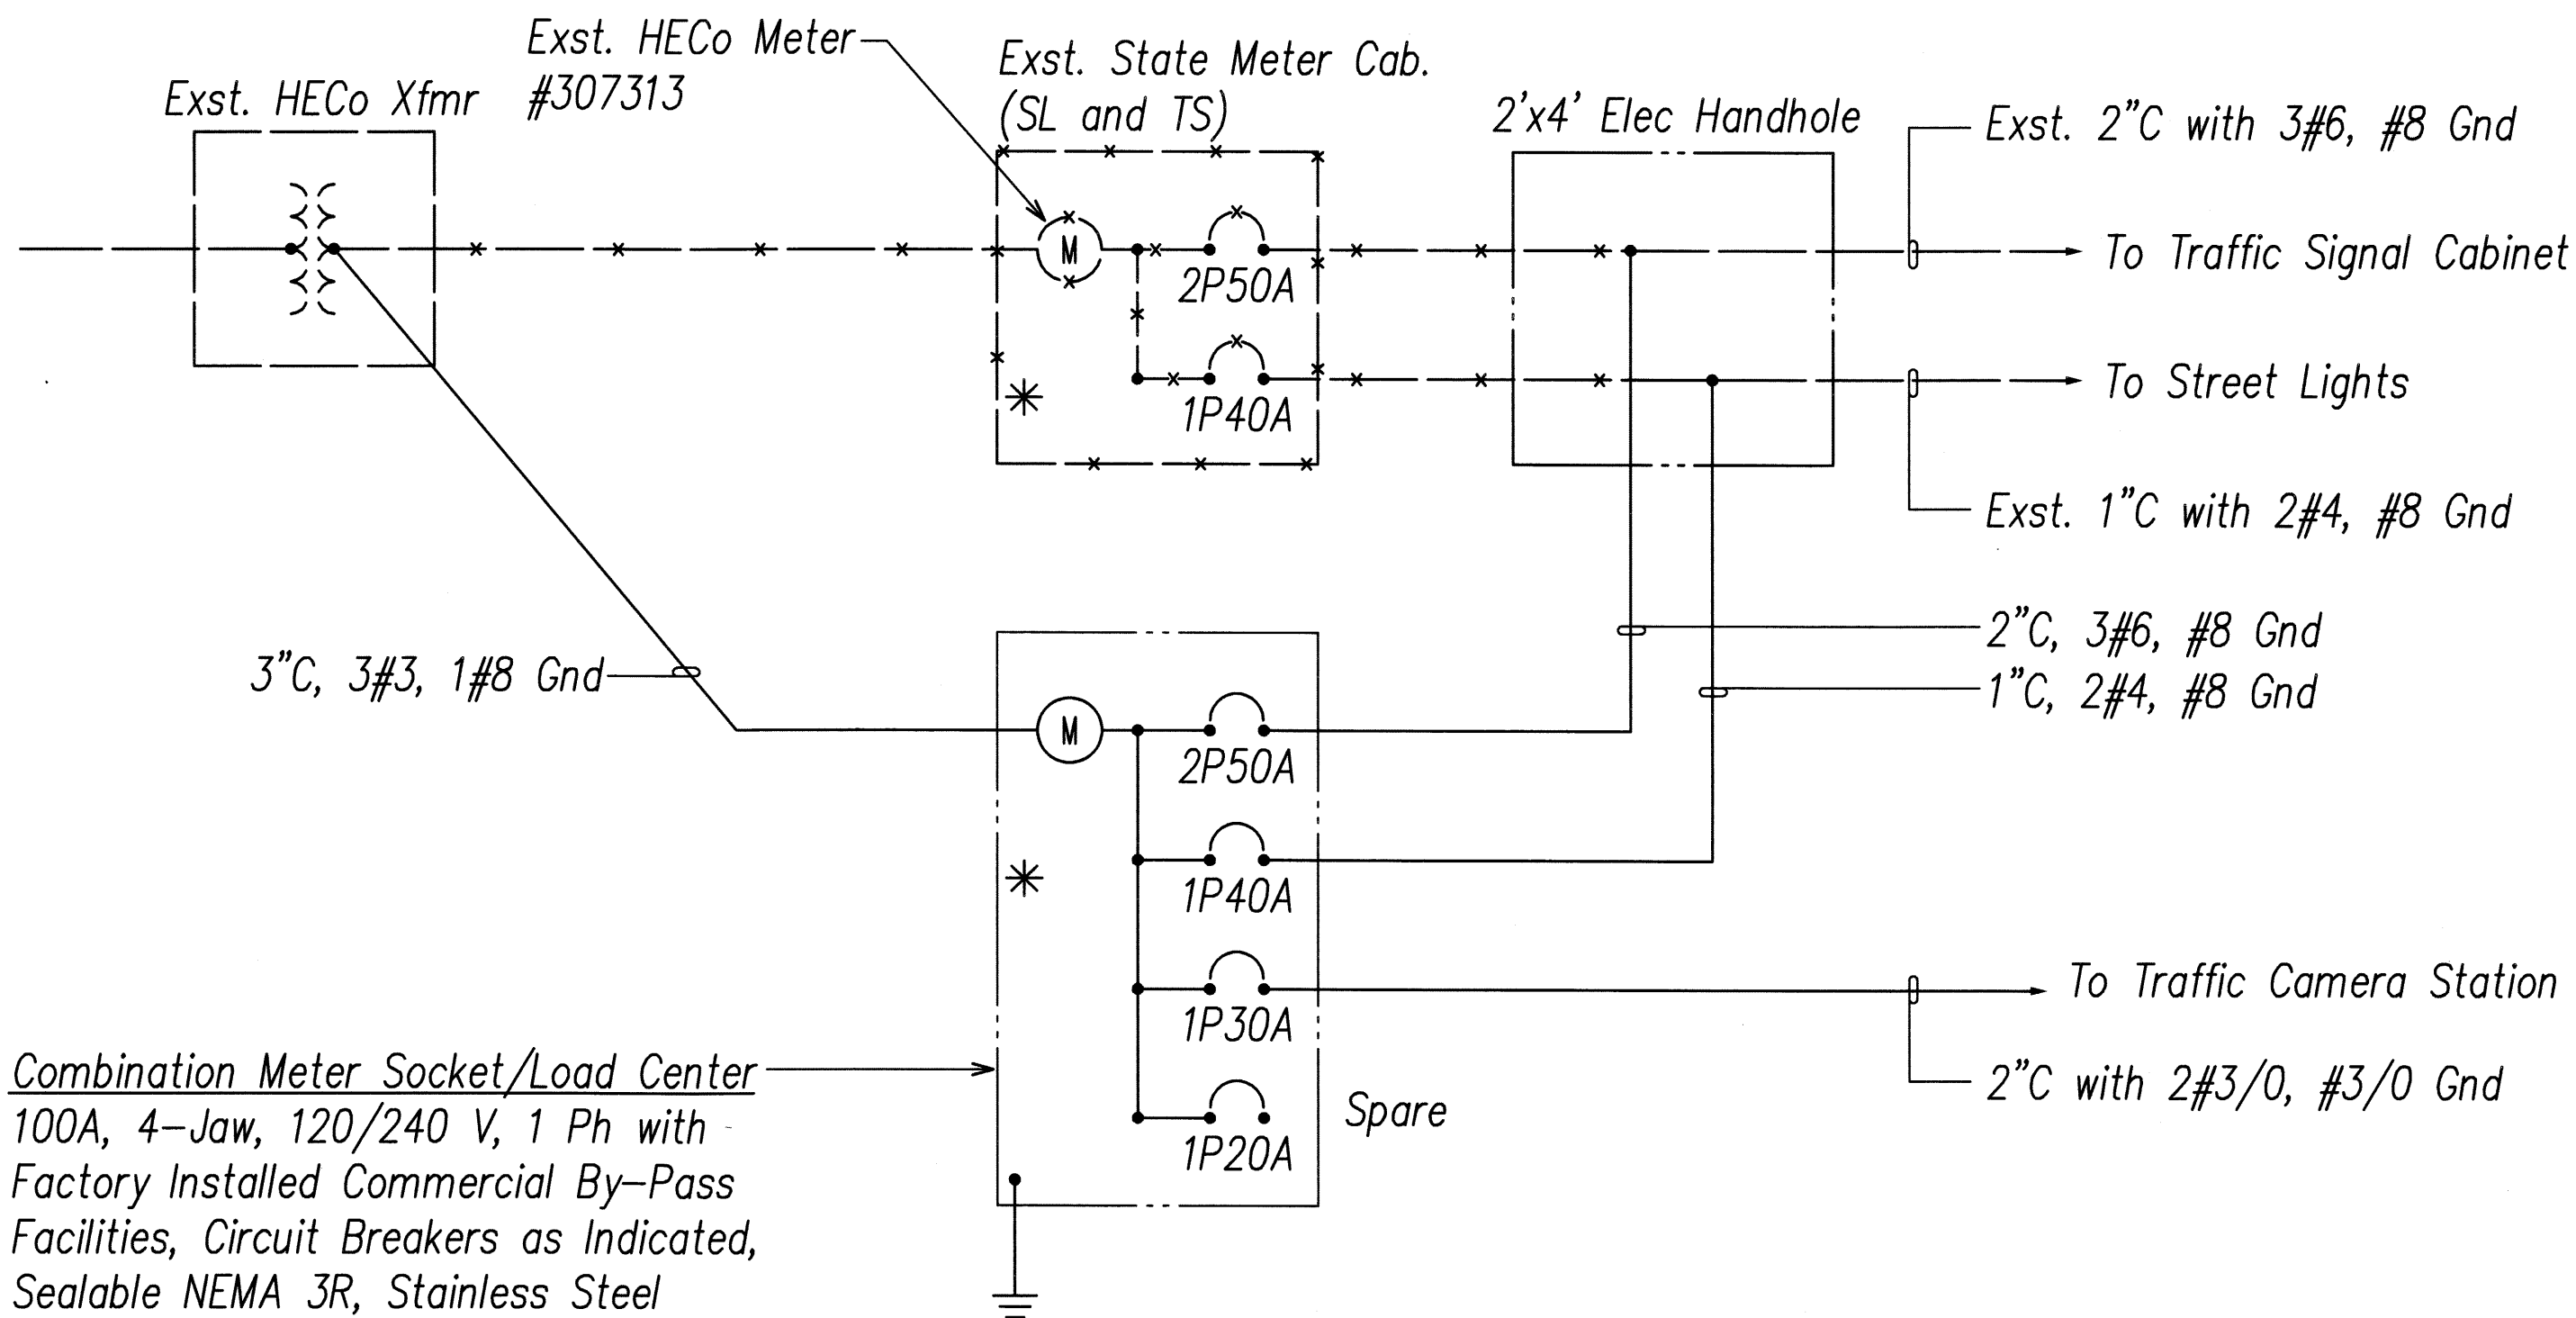 Exst. HECo Meter
#307313
Exst. HECo Xfmr
Exst. State Meter Cab.
(SL and TS)
2'x4' Elec Handhole
Exst. 2"C with 3#6, #8 Gnd
M
2P50A
To Traffic Signal Cabinet
1P40A
To Street Lights
Exst. 1"C with 2#4, #8 Gnd
2"C, 3#6, #8 Gnd
1"C, 2#4, #8 Gnd
3"C, 3#3, 1#8 Gnd
M
2P50A
1P40A
1P30A
To Traffic Camera Station
2"C with 2#3/0, #3/0 Gnd
1P20A
Spare
Combination Meter Socket/Load Center
100A, 4-Jaw, 120/240 V, 1 Ph with
Factory Installed Commercial By-Pass
Facilities, Circuit Breakers as Indicated,
Sealable NEMA 3R, Stainless Steel